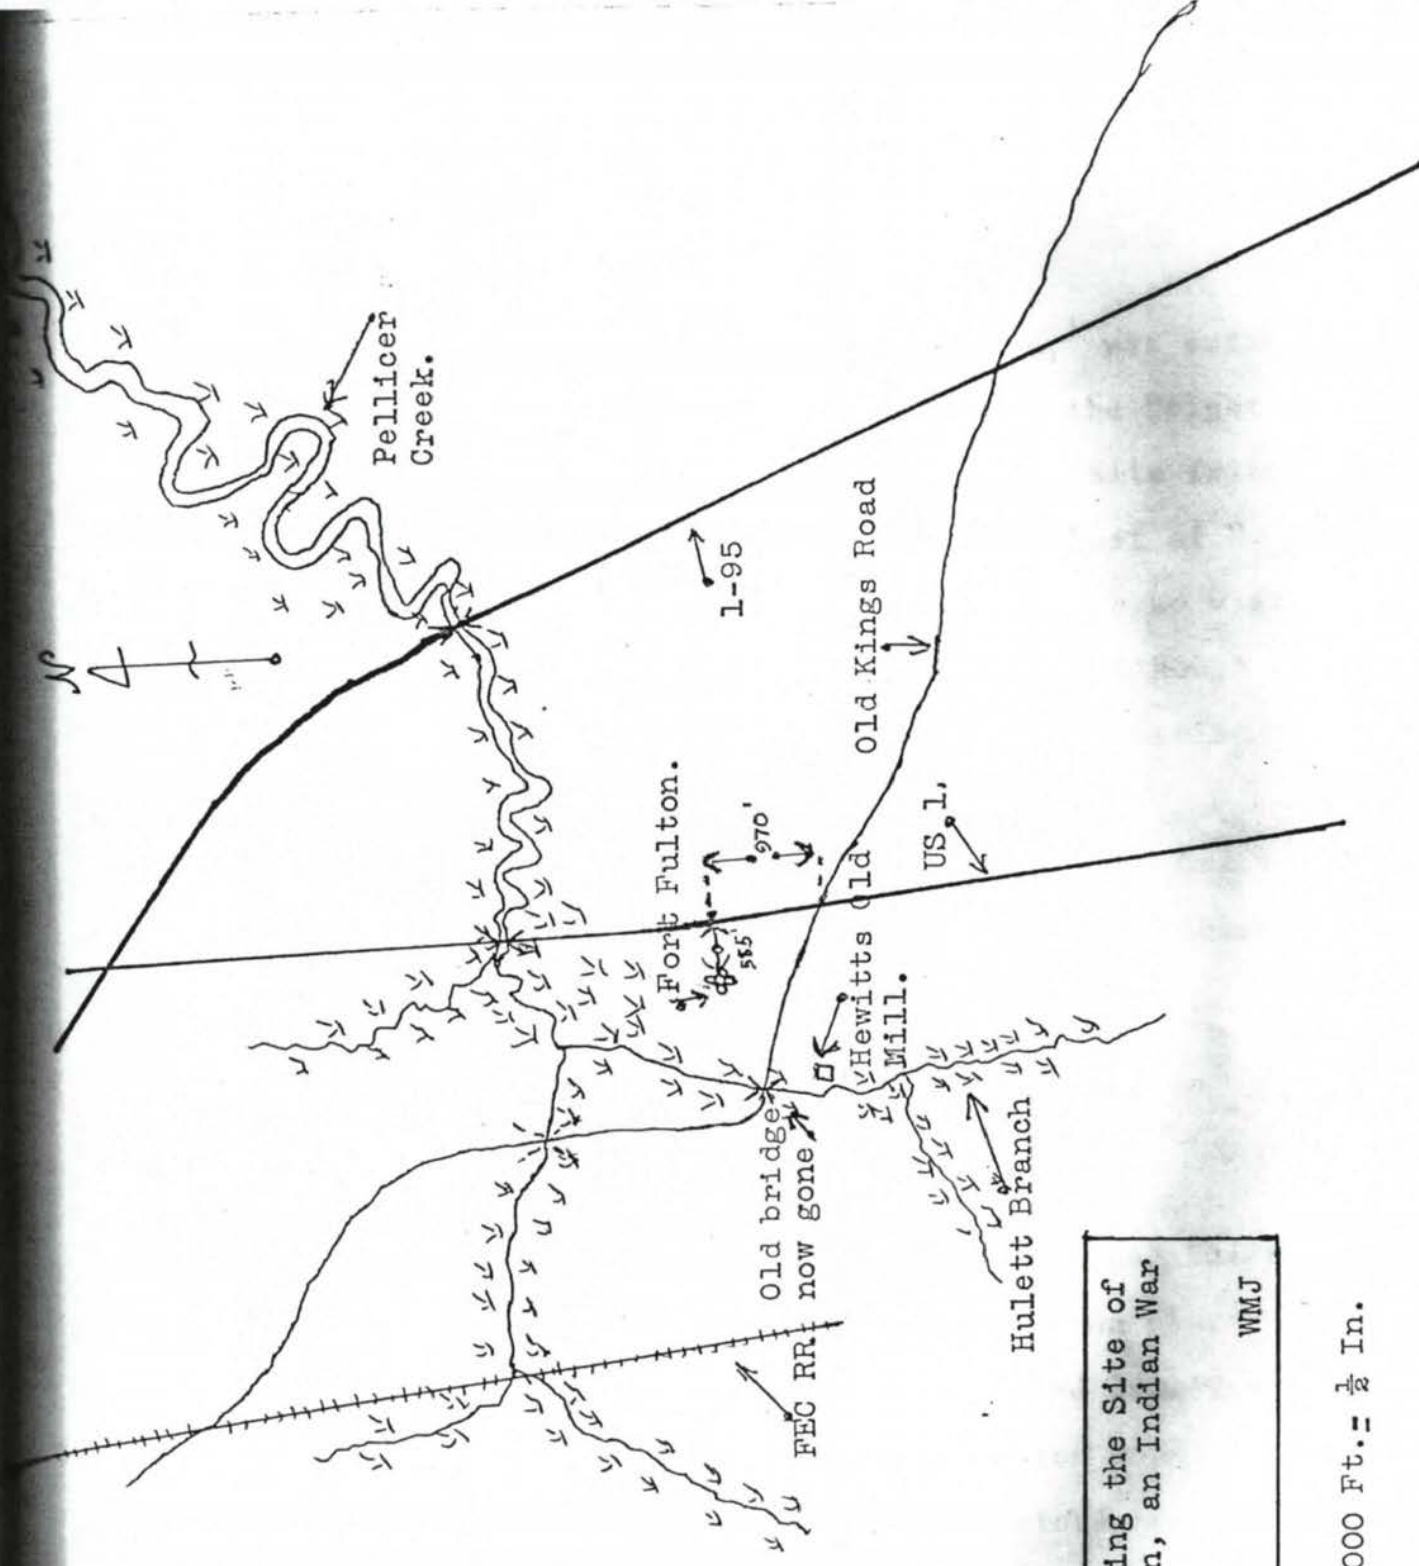 N
Pellicer
Creek.
1-95
Old Kings Road
Fort Fulton.
970'
585'
US 1.
Hewitts Old
Mill.
Old bridge
now gone
Hulett Branch
FEC RR
ing the Site of
n, an Indian War
WMJ
000 Ft.= ½ In.